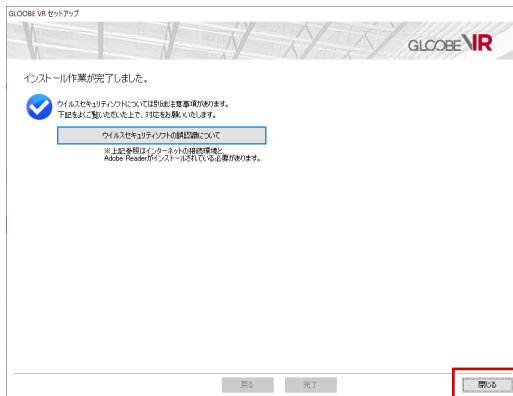 GLOOBE VR セットアップ
GLOOBE VR
インストール作業が完了しました。
ウイルスセキュリティソフトについては別途注意事項があります。
下記をよくご覧いただいた上で、対応をお願いいたします。
ウイルスセキュリティソフトの誤認識について
※上記参照はインターネットの接続環境と、
Adobe Readerがインストールされている必要があります。
戻る
完了
閉じる